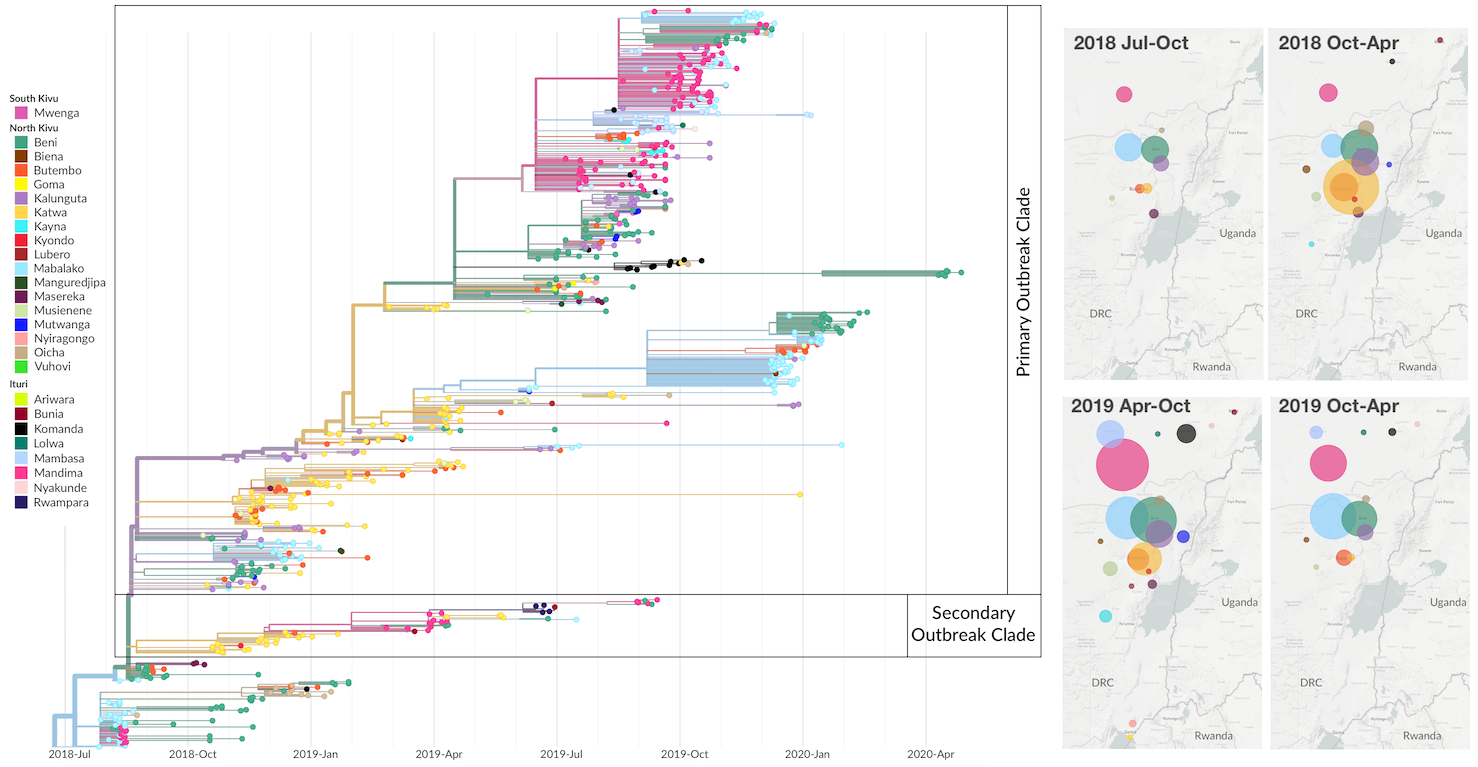 South Kivu
Mwenga
North Kivu
Beni
Biena
Butembo
Goma
Kalunguta
Katwa
Kayna
Kyondo
Lubero
Mabalako
Manguredjipa
Masereka
Musienene
Mutwanga
Nyiragongo
Oicha
Vuhovi
Ituri
Ariwara
Bunia
Komanda
Lolwa
Mambasa
Mandima
Nyakunde
Rwampara
Primary Outbreak Clade
Secondary
Outbreak Clade
2018-Jul
2018-Oct
2019-Jan
2019-Apr
2019-Jul
2019-Oct
2020-Jan
2020-Apr
2018 Jul-Oct
Uganda
DRC
Rwanda
2018 Oct-Apr
Uganda
DRC
Rwanda
2019 Apr-Oct
Uganda
DRC
Rwanda
2019 Oct-Apr
Uganda
DRC
Rwanda